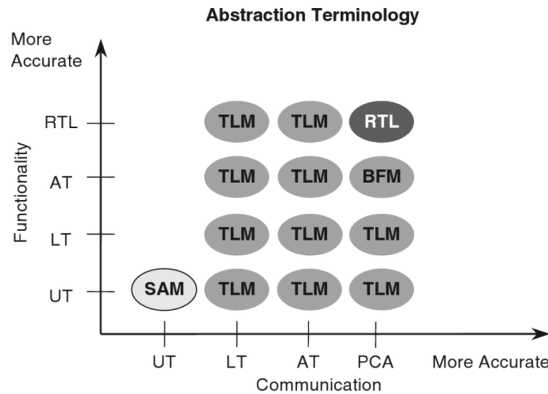 Abstraction Terminology
More
Accurate
RTL TLM TLM RTL
Functionality
AT TLM TLM BFM
LT TLM TLM TLM
UT SAM TLM TLM TLM
UT LT AT PCA More Accurate
Communication